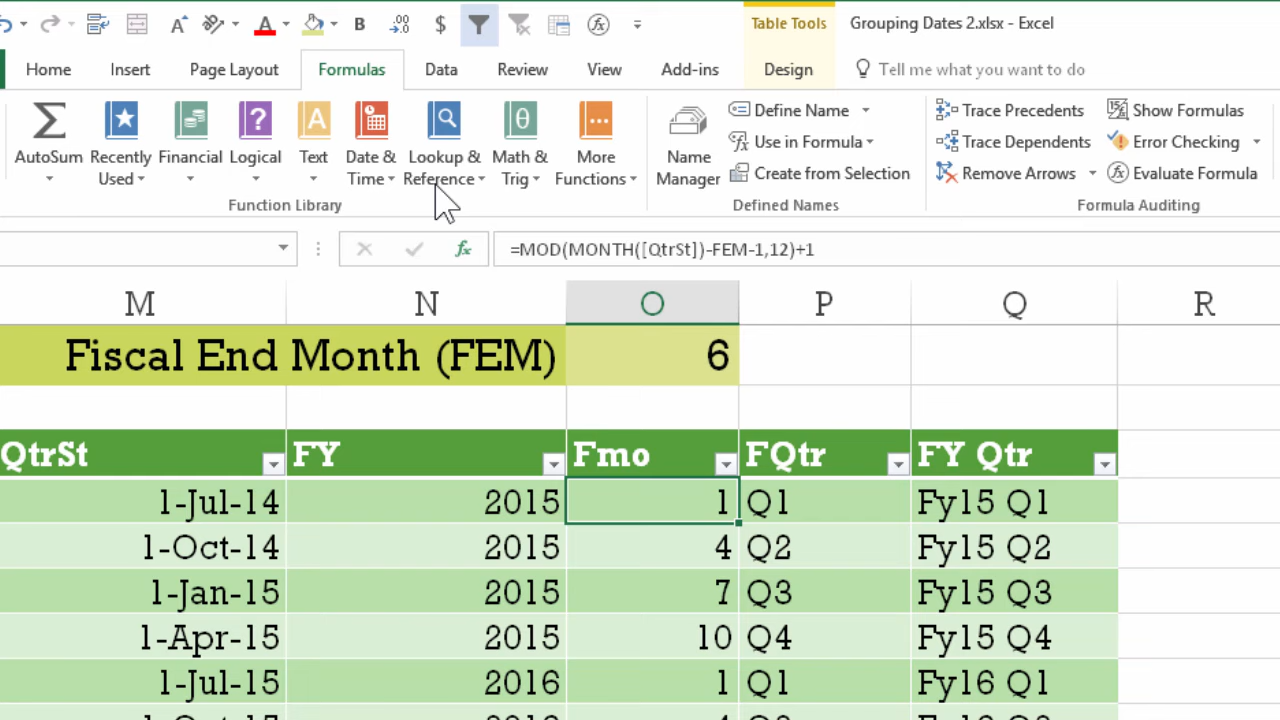 A B .00 →.0 $ fx Table Tools Grouping Dates 2.xlsx - Excel
Home Insert Page Layout Formulas Data Review View Add-ins Design Tell me what you want to do
Σ ? A θ
AutoSum Recently Used Financial Logical Text Date & Time Lookup & Reference Math & Trig More Functions
Function Library
Name Manager
Define Name
Use in Formula
Create from Selection
Defined Names
Trace Precedents Show Formulas
Trace Dependents Error Checking
Remove Arrows Evaluate Formula
Formula Auditing
fx =MOD(MONTH([QtrSt])-FEM-1,12)+1
M N O P Q R
Fiscal End Month (FEM) 6
QtrSt FY Fmo FQtr FY Qtr
1-Jul-14 2015 1 Q1 Fy15 Q1
1-Oct-14 2015 4 Q2 Fy15 Q2
1-Jan-15 2015 7 Q3 Fy15 Q3
1-Apr-15 2015 10 Q4 Fy15 Q4
1-Jul-15 2016 1 Q1 Fy16 Q1